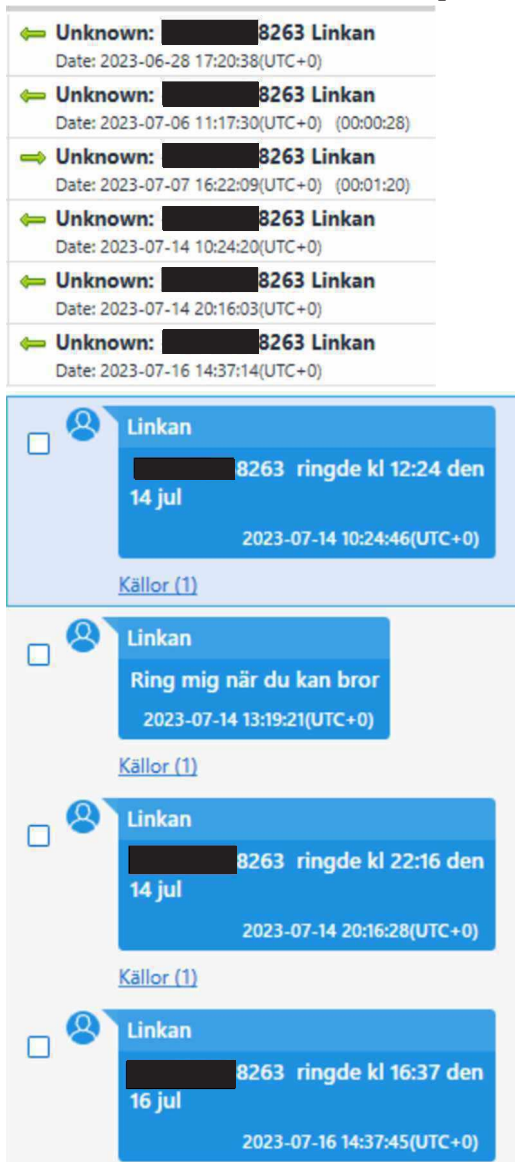 Unknown: 8263 Linkan
Date: 2023-06-28 17:20:38(UTC+0)
Unknown: 8263 Linkan
Date: 2023-07-06 11:17:30(UTC+0) (00:00:28)
Unknown: 8263 Linkan
Date: 2023-07-07 16:22:09(UTC+0) (00:01:20)
Unknown: 8263 Linkan
Date: 2023-07-14 10:24:20(UTC+0)
Unknown: 8263 Linkan
Date: 2023-07-14 20:16:03(UTC+0)
Unknown: 8263 Linkan
Date: 2023-07-16 14:37:14(UTC+0)
Linkan
8263 ringde kl 12:24 den
14 jul
2023-07-14 10:24:46(UTC+0)
Källor (1)
Linkan
Ring mig när du kan bror
2023-07-14 13:19:21(UTC+0)
Källor (1)
Linkan
8263 ringde kl 22:16 den
14 jul
2023-07-14 20:16:28(UTC+0)
Källor (1)
Linkan
8263 ringde kl 16:37 den
16 jul
2023-07-16 14:37:45(UTC+0)